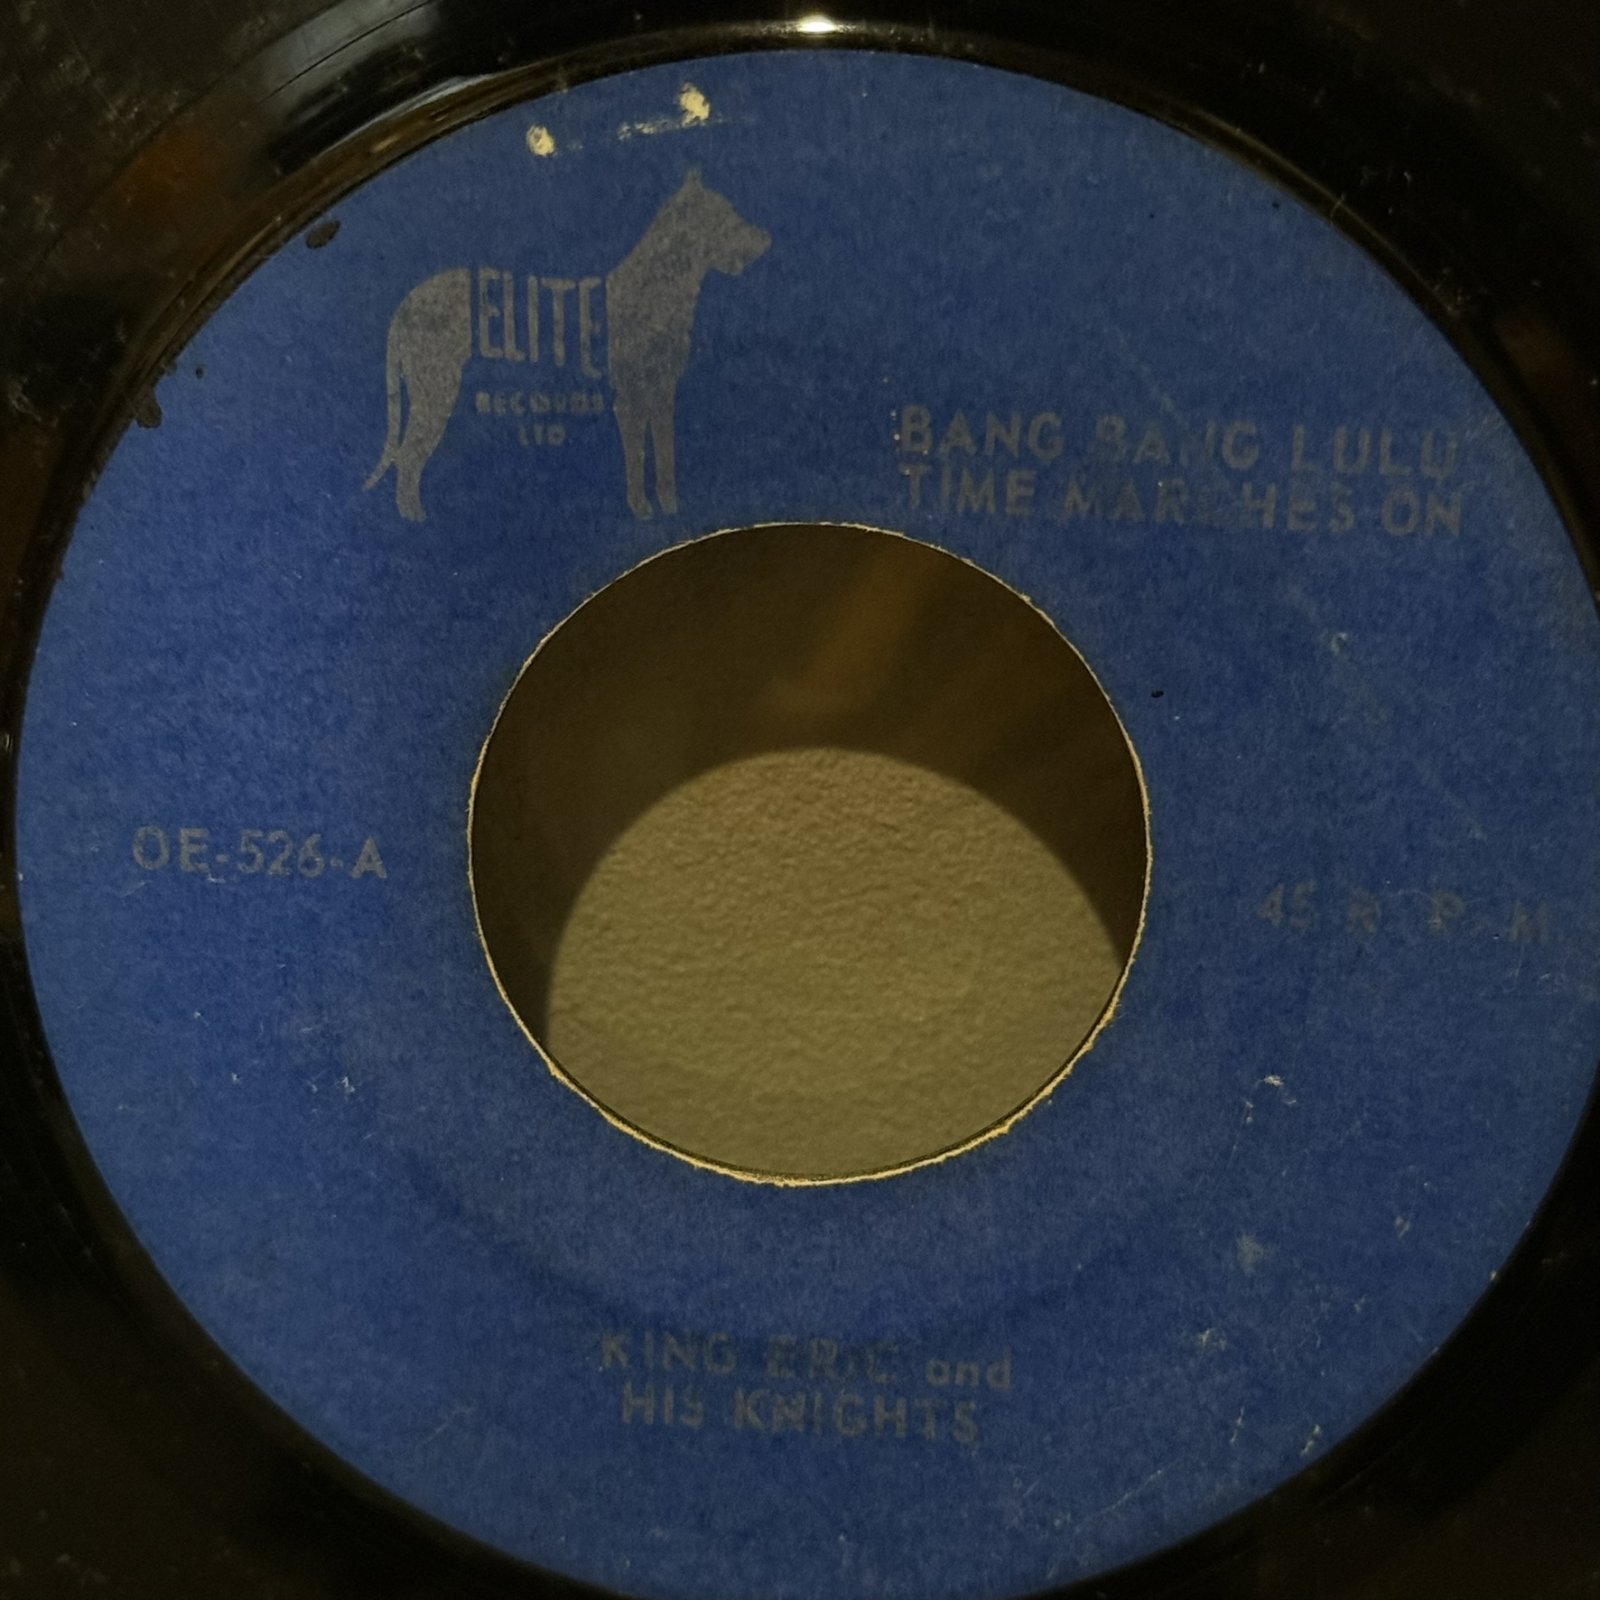 ELITE
RECORDS
LTD
BANG BANG LULU
TIME MARCHES ON
OE-526-A
45 R. P. M.
KING ERIC and
HIS KNIGHTS